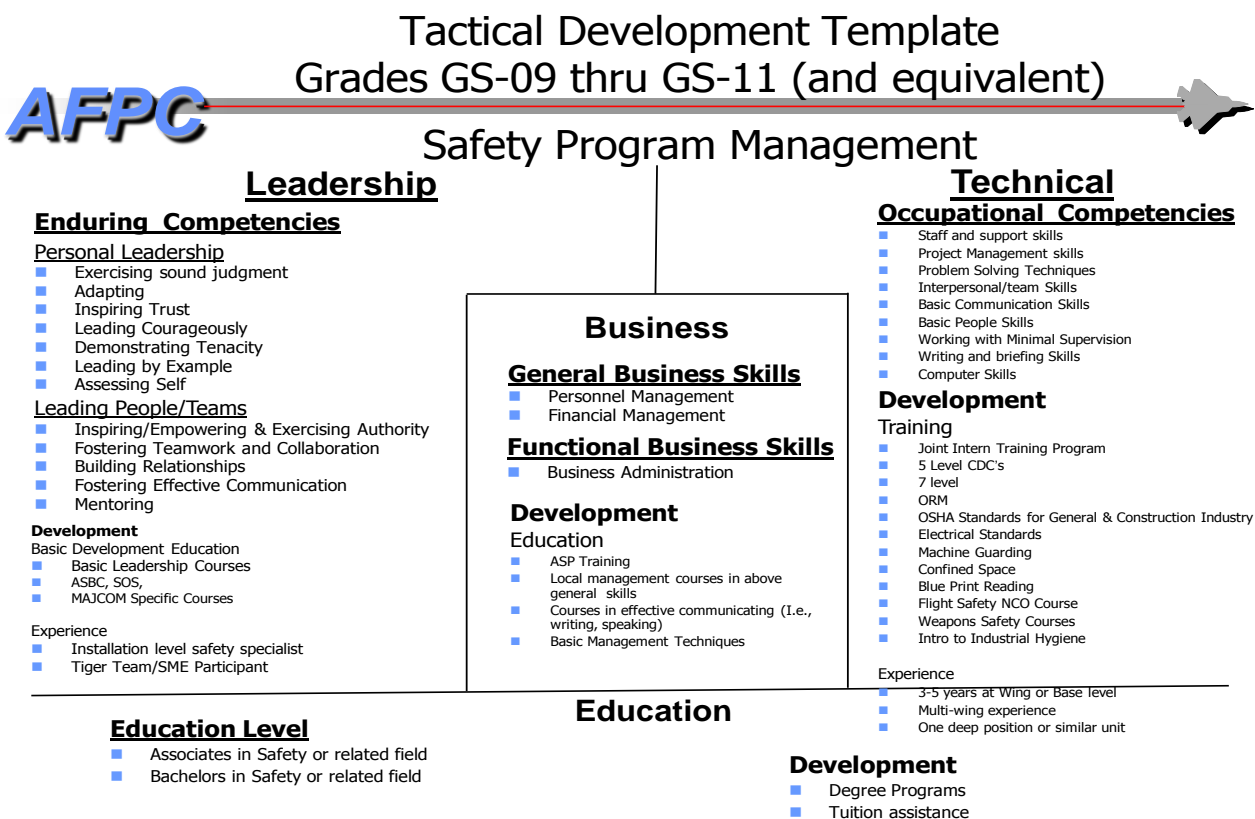 Tactical Development Template
Grades GS-09 thru GS-11 (and equivalent)
AFPC
Safety Program Management
Leadership
Enduring Competencies
Personal Leadership
Exercising sound judgment
Adapting
Inspiring Trust
Leading Courageously
Demonstrating Tenacity
Leading by Example
Assessing Self
Leading People/Teams
Inspiring/Empowering & Exercising Authority
Fostering Teamwork and Collaboration
Building Relationships
Fostering Effective Communication
Mentoring
Development
Basic Development Education
Basic Leadership Courses
ASBC, SOS,
MAJCOM Specific Courses
Experience
Installation level safety specialist
Tiger Team/SME Participant
Business
General Business Skills
Personnel Management
Financial Management
Functional Business Skills
Business Administration
Development
Education
ASP Training
Local management courses in above
general skills
Courses in effective communicating (I.e.,
writing, speaking)
Basic Management Techniques
Technical
Occupational Competencies
Staff and support skills
Project Management skills
Problem Solving Techniques
Interpersonal/team Skills
Basic Communication Skills
Basic People Skills
Working with Minimal Supervision
Writing and briefing Skills
Computer Skills
Development
Training
Joint Intern Training Program
5 Level CDC's
7 level
ORM
OSHA Standards for General & Construction Industry
Electrical Standards
Machine Guarding
Confined Space
Blue Print Reading
Flight Safety NCO Course
Weapons Safety Courses
Intro to Industrial Hygiene
Experience
3-5 years at Wing or Base level
Multi-wing experience
One deep position or similar unit
Education
Education Level
Associates in Safety or related field
Bachelors in Safety or related field
Development
Degree Programs
Tuition assistance